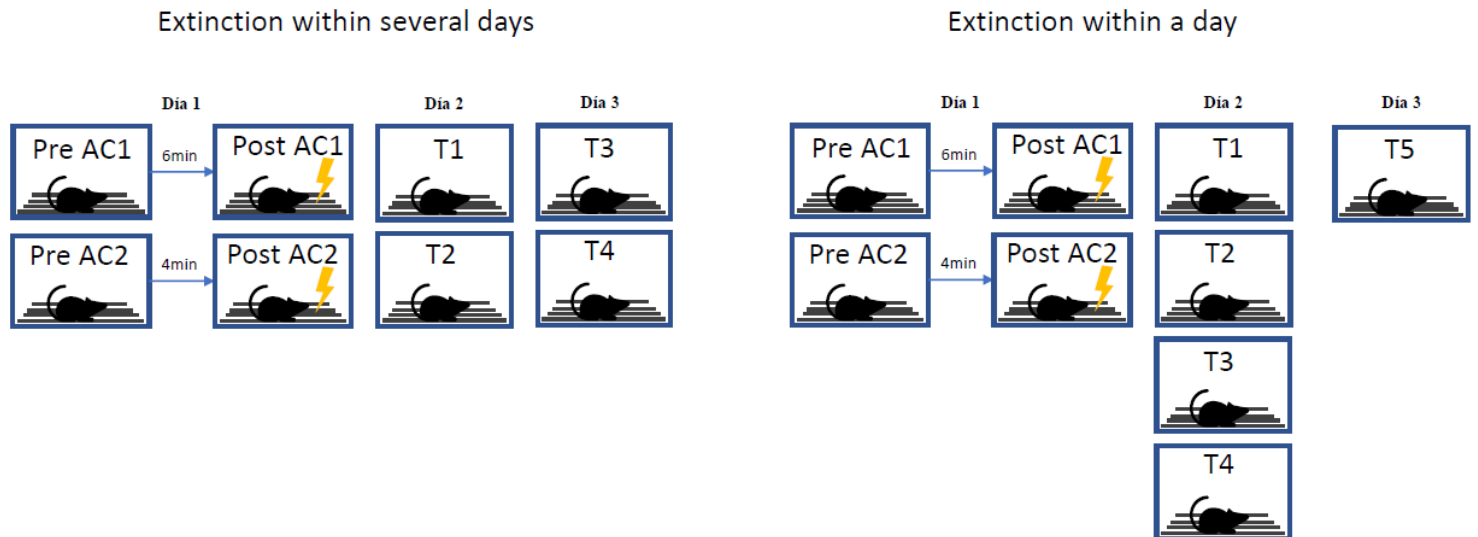 Extinction within several days
Día 1
Día 2
Día 3
Pre AC1
6min
Post AC1
T1
T3
Pre AC2
4min
Post AC2
T2
T4
Extinction within a day
Día 1
Día 2
Día 3
Pre AC1
6min
Post AC1
T1
T5
Pre AC2
4min
Post AC2
T2
T3
T4